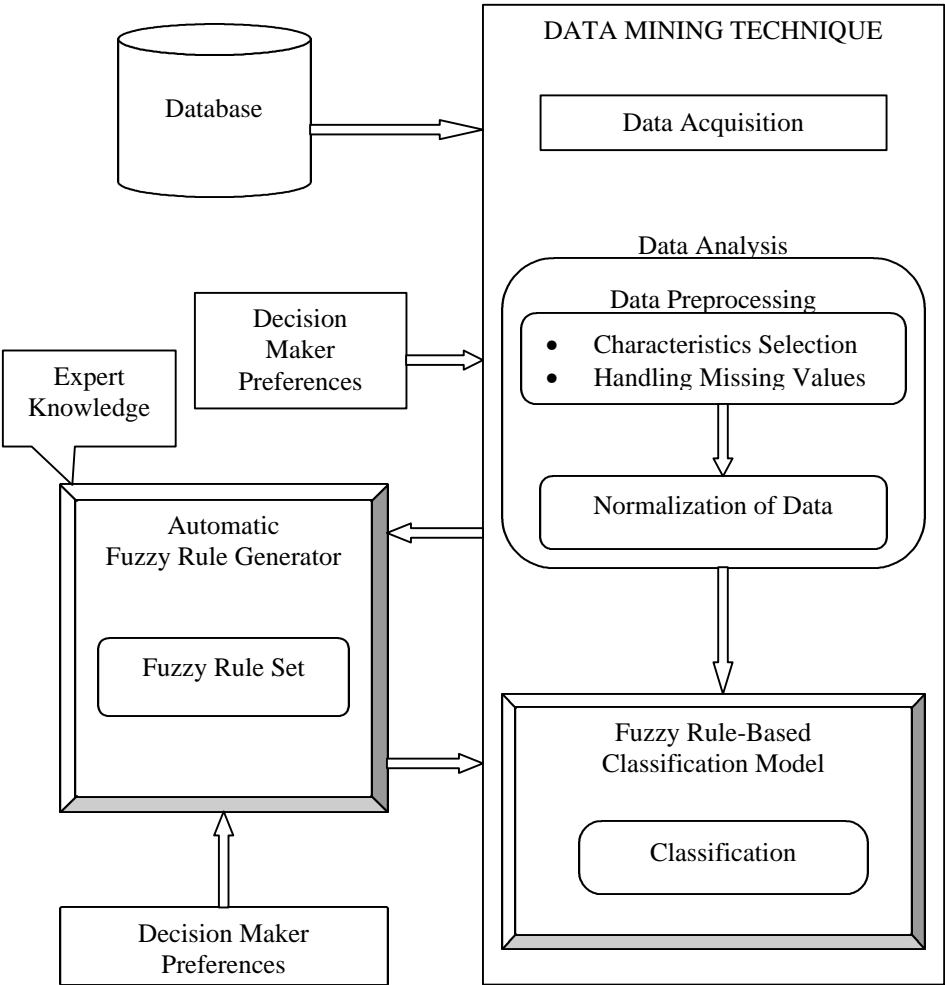 DATA MINING TECHNIQUE
Database
Data Acquisition
Data Analysis
Data Preprocessing
• Characteristics Selection
• Handling Missing Values
Decision
Maker
Preferences
Expert
Knowledge
Normalization of Data
Automatic
Fuzzy Rule Generator
Fuzzy Rule Set
Fuzzy Rule-Based
Classification Model
Classification
Decision Maker
Preferences